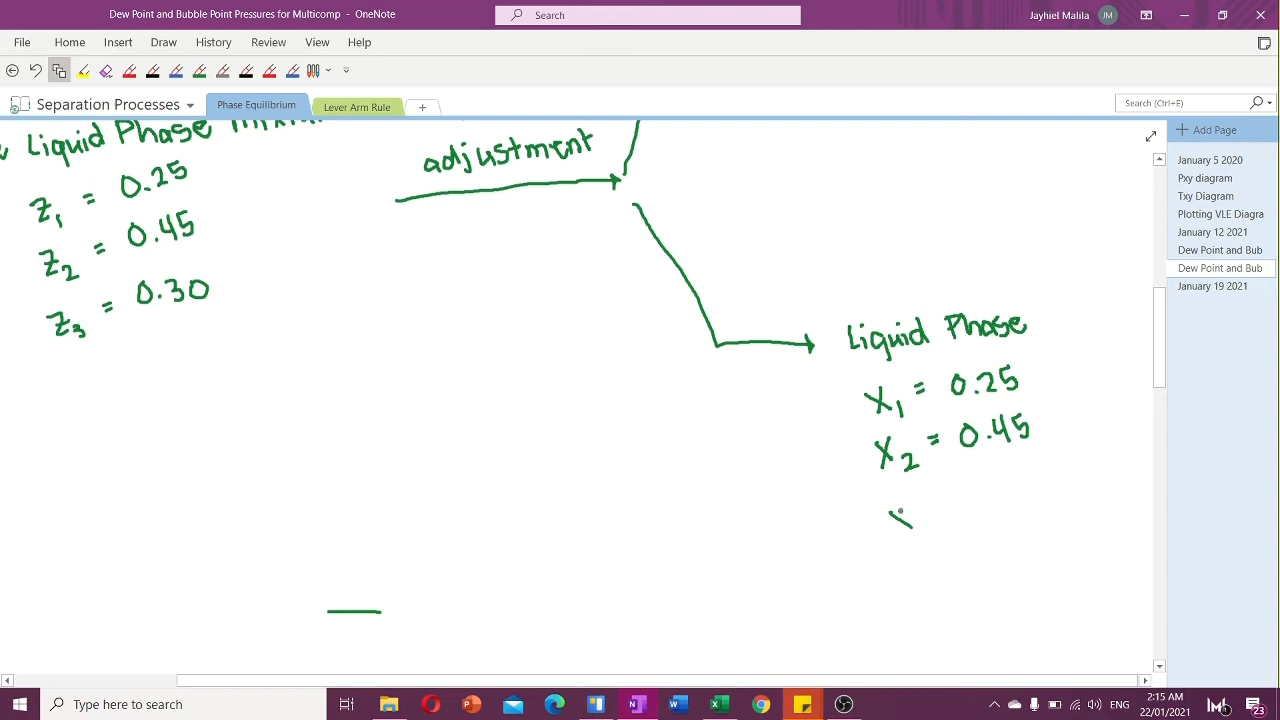 Dew Point and Bubble Point Pressures for Multicomp - OneNote
Search
Jayhiel Malila
JM
File Home Insert Draw History Review View Help
Separation Processes
Phase Equilibrium
Lever Arm Rule
Search (Ctrl+E)
Add Page
January 5 2020
Pxy diagram
Txy Diagram
Plotting VLE Diagra
January 12 2021
Dew Point and Bub
Dew Point and Bub
January 19 2021
Liquid Phase
z1 = 0.25
z2 = 0.45
z3 = 0.30
adjustment
Liquid Phase
x1 = 0.25
x2 = 0.45
Type here to search
ENG
2:15 AM
22/01/2021
23